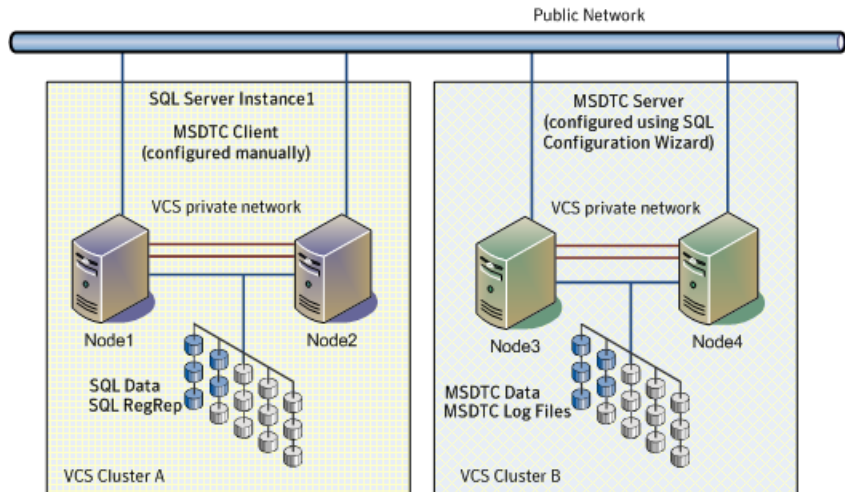 Public Network
SQL Server Instance1
MSDTC Client
(configured manually)
VCS private network
Node1
Node2
SQL Data
SQL RegRep
VCS Cluster A
MSDTC Server
(configured using SQL
Configuration Wizard)
VCS private network
Node3
Node4
MSDTC Data
MSDTC Log Files
VCS Cluster B